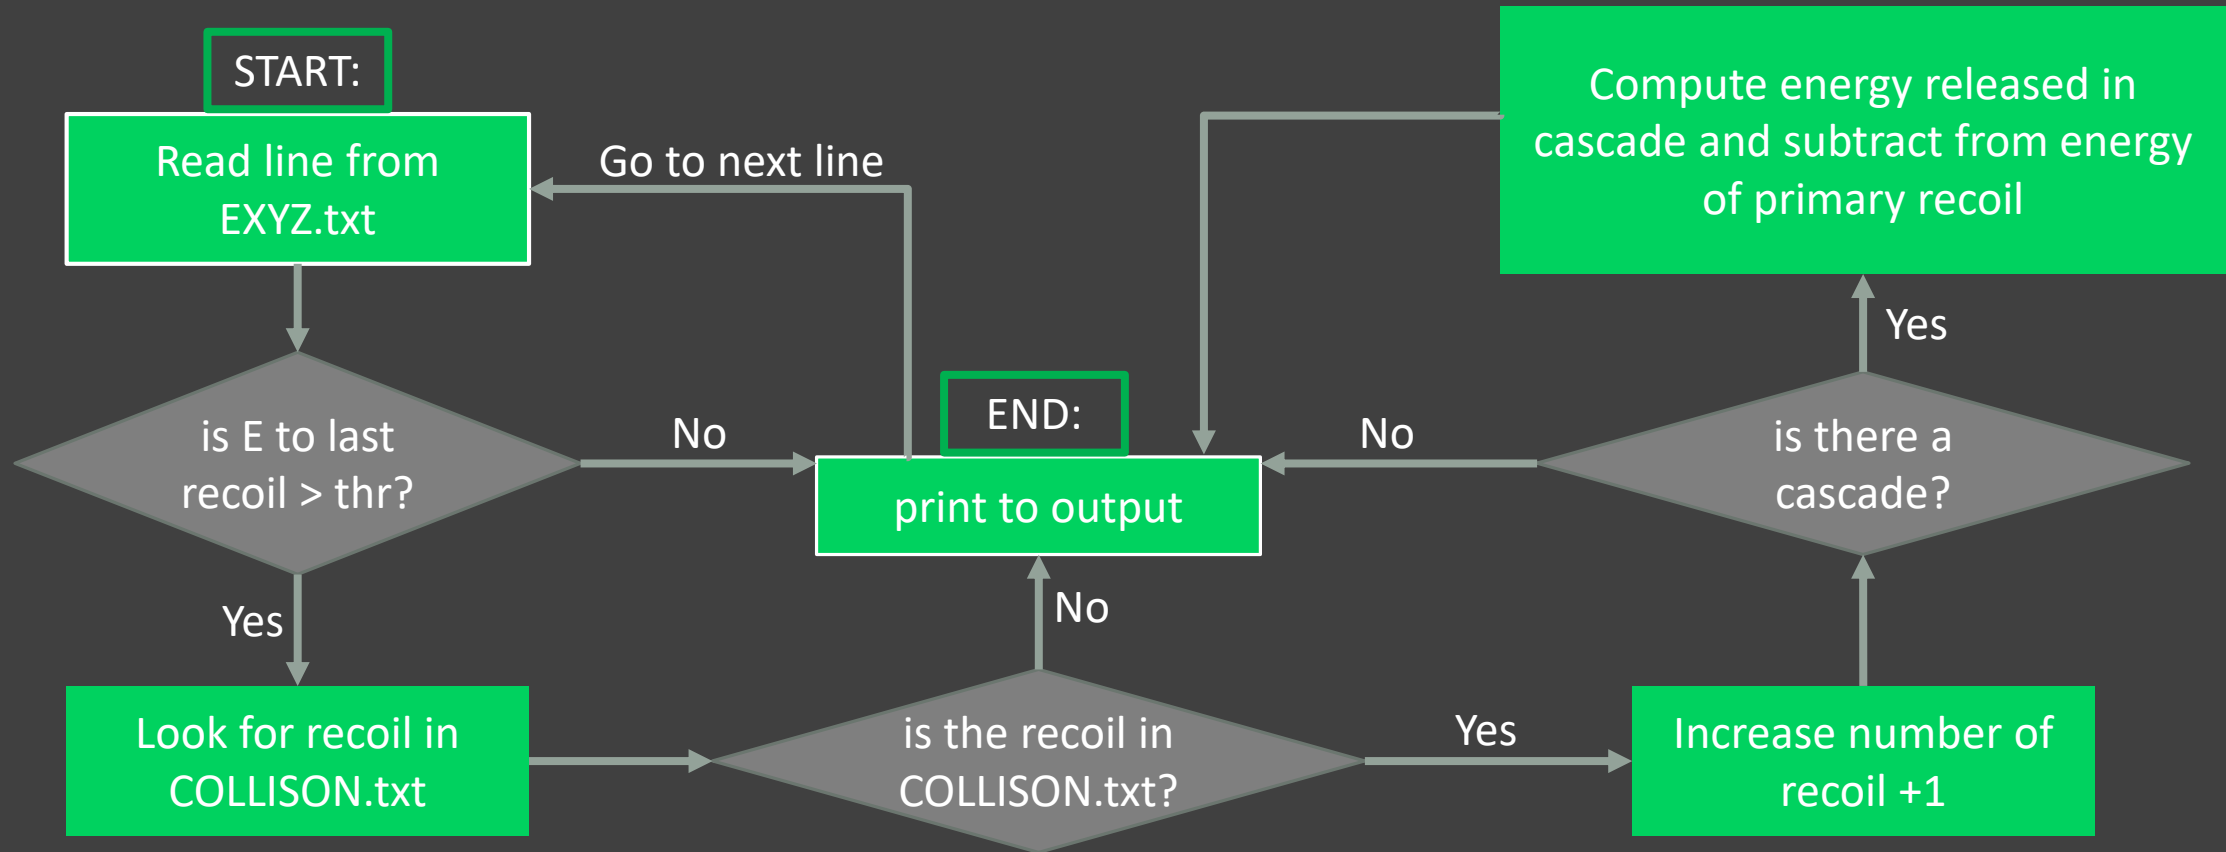 START:
Read line from
EXYZ.txt
Go to next line
is E to last
recoil > thr?
No
Yes
Look for recoil in
COLLISON.txt
is the recoil in
COLLISON.txt?
No
Yes
Increase number of
recoil +1
is there a
cascade?
No
Yes
Compute energy released in
cascade and subtract from energy
of primary recoil
END:
print to output